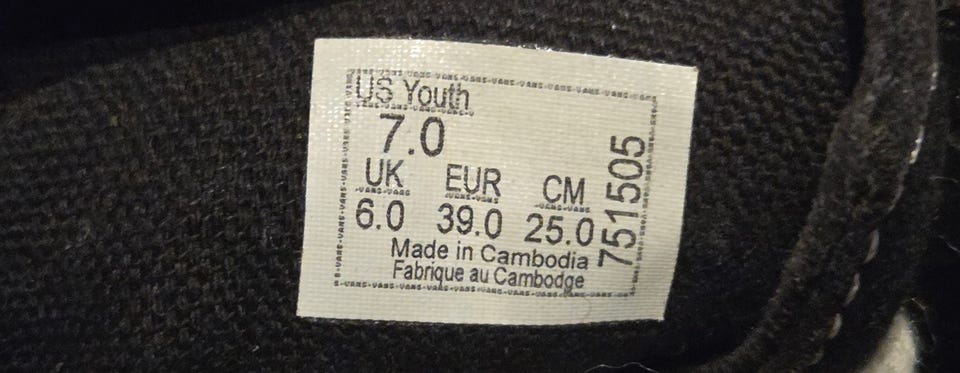 US Youth
7.0
UK EUR CM
6.0 39.0 25.0
Made in Cambodia
Fabrique au Cambodge
751505